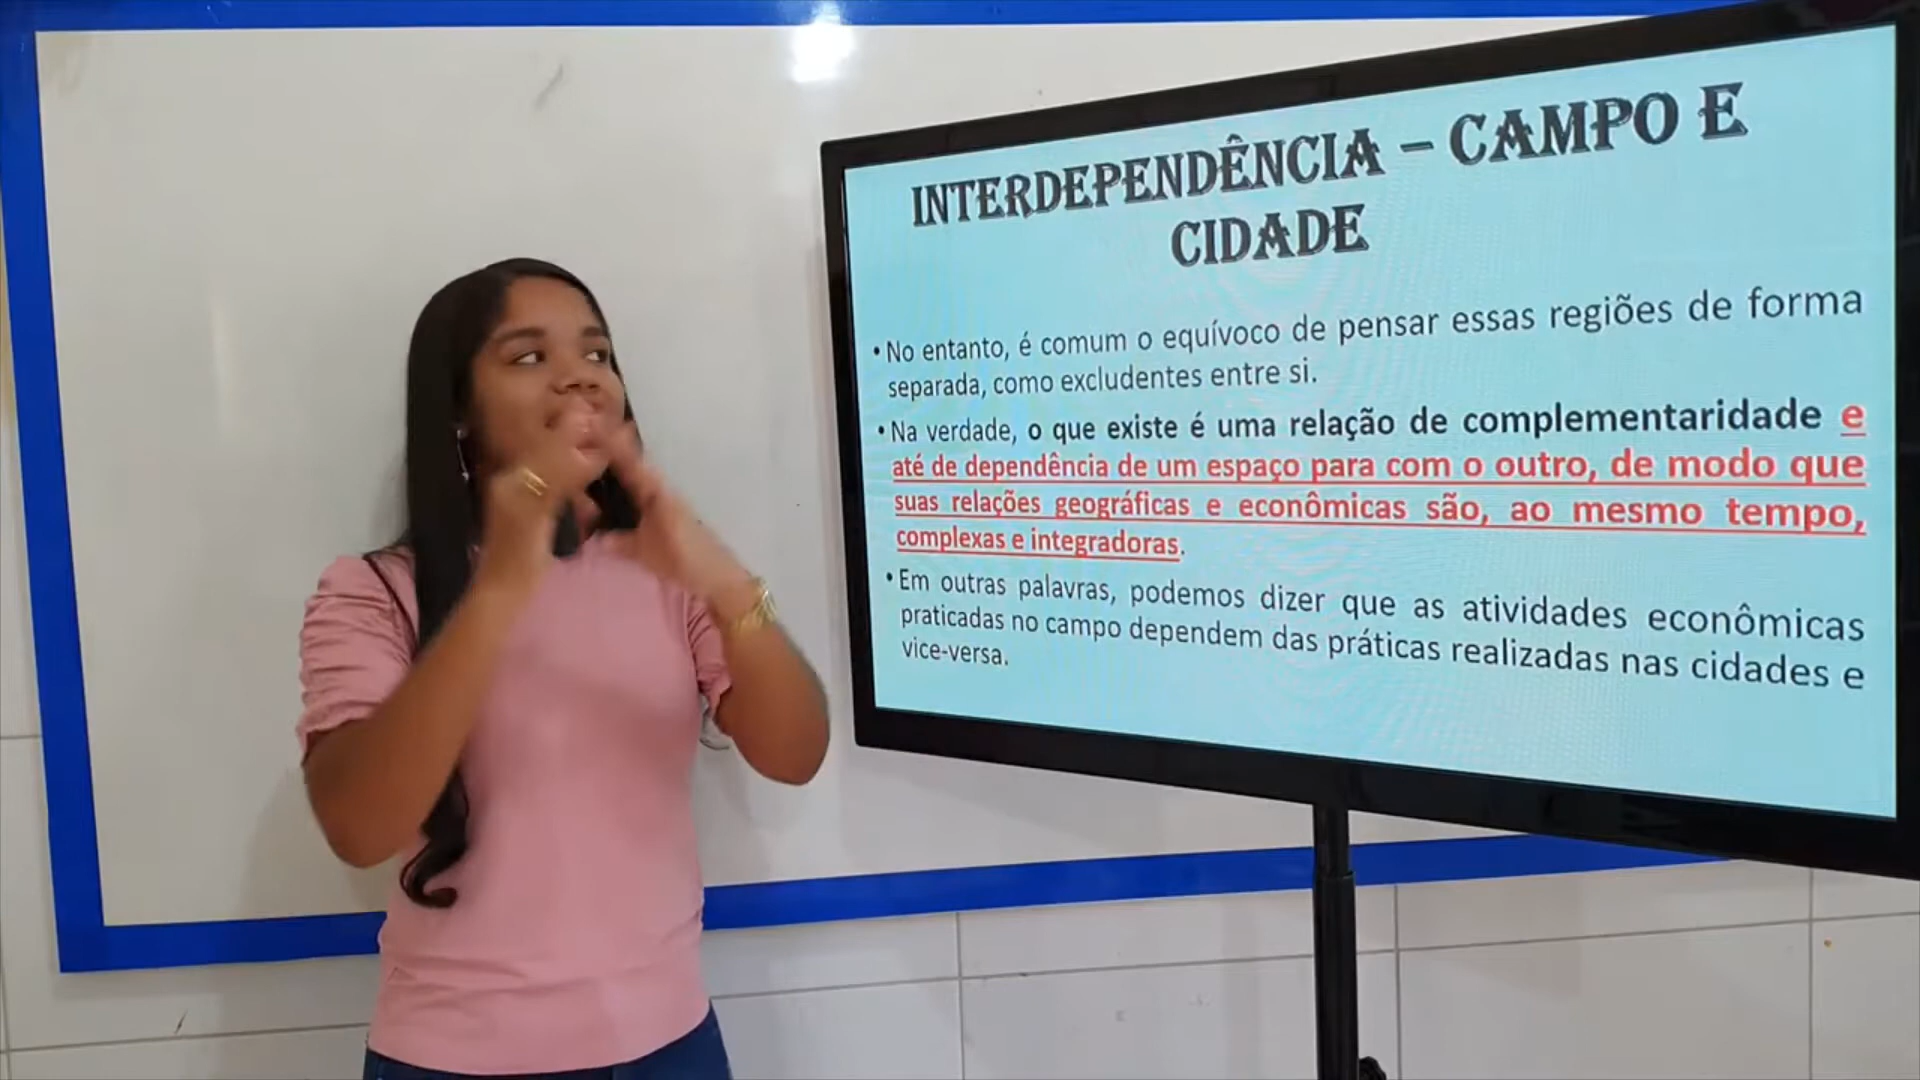 INTERDEPENDÊNCIA – CAMPO E
CIDADE
• No entanto, é comum o equívoco de pensar essas regiões de forma
separada, como excludentes entre si.
• Na verdade, o que existe é uma relação de complementaridade e
até de dependência de um espaço para com o outro, de modo que
suas relações geográficas e econômicas são, ao mesmo tempo,
complexas e integradoras.
• Em outras palavras, podemos dizer que as atividades econômicas
praticadas no campo dependem das práticas realizadas nas cidades e
vice-versa.